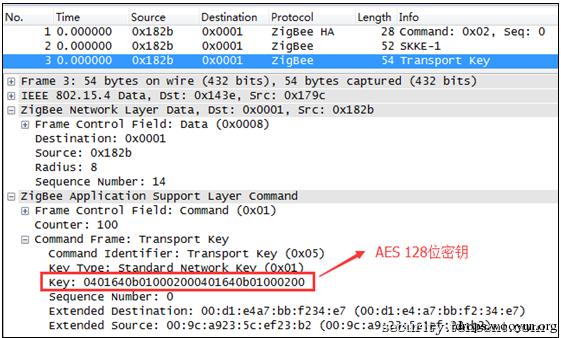 No. Time Source Destination Protocol Length Info
1 0.000000 0x182b 0x0001 ZigBee HA 28 Command: 0x02, Seq: 0
2 0.000000 0x182b 0x0001 ZigBee 52 SKKE-1
3 0.000000 0x182b 0x0001 ZigBee 54 Transport Key
Frame 3: 54 bytes on wire (432 bits), 54 bytes captured (432 bits)
IEEE 802.15.4 Data, Dst: 0x143e, Src: 0x179c
ZigBee Network Layer Data, Dst: 0x0001, Src: 0x182b
Frame Control Field: Data (0x0008)
Destination: 0x0001
Source: 0x182b
Radius: 8
Sequence Number: 14
ZigBee Application Support Layer Command
Frame Control Field: Command (0x01)
Counter: 100
Command Frame: Transport Key
Command Identifier: Transport Key (0x05)
Key Type: Standard Network Key (0x01)
AES 128位密钥
Key: 0401640b010002000401640b01000200
Sequence Number: 0
Extended Destination: 00:d1:e4:a7:bb:f234:e7 (00:d1:e4:a7:bb:f2:34:e7)
Extended Source: 00:9c:a923:5c:ef23:b2 (00:9c:a9:23:5c:ef: